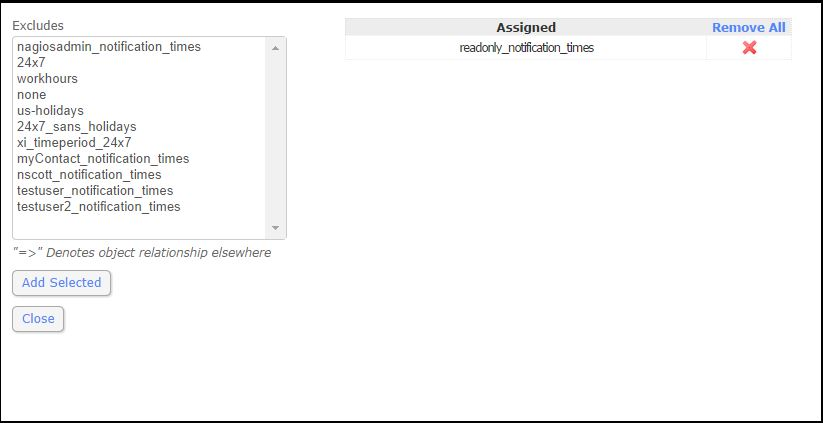 Excludes
nagiosadmin_notification_times
24x7
workhours
none
us-holidays
24x7_sans_holidays
xi_timeperiod_24x7
myContact_notification_times
nscott_notification_times
testuser_notification_times
testuser2_notification_times
"=>" Denotes object relationship elsewhere
Add Selected
Close
Assigned Remove All
readonly_notification_times